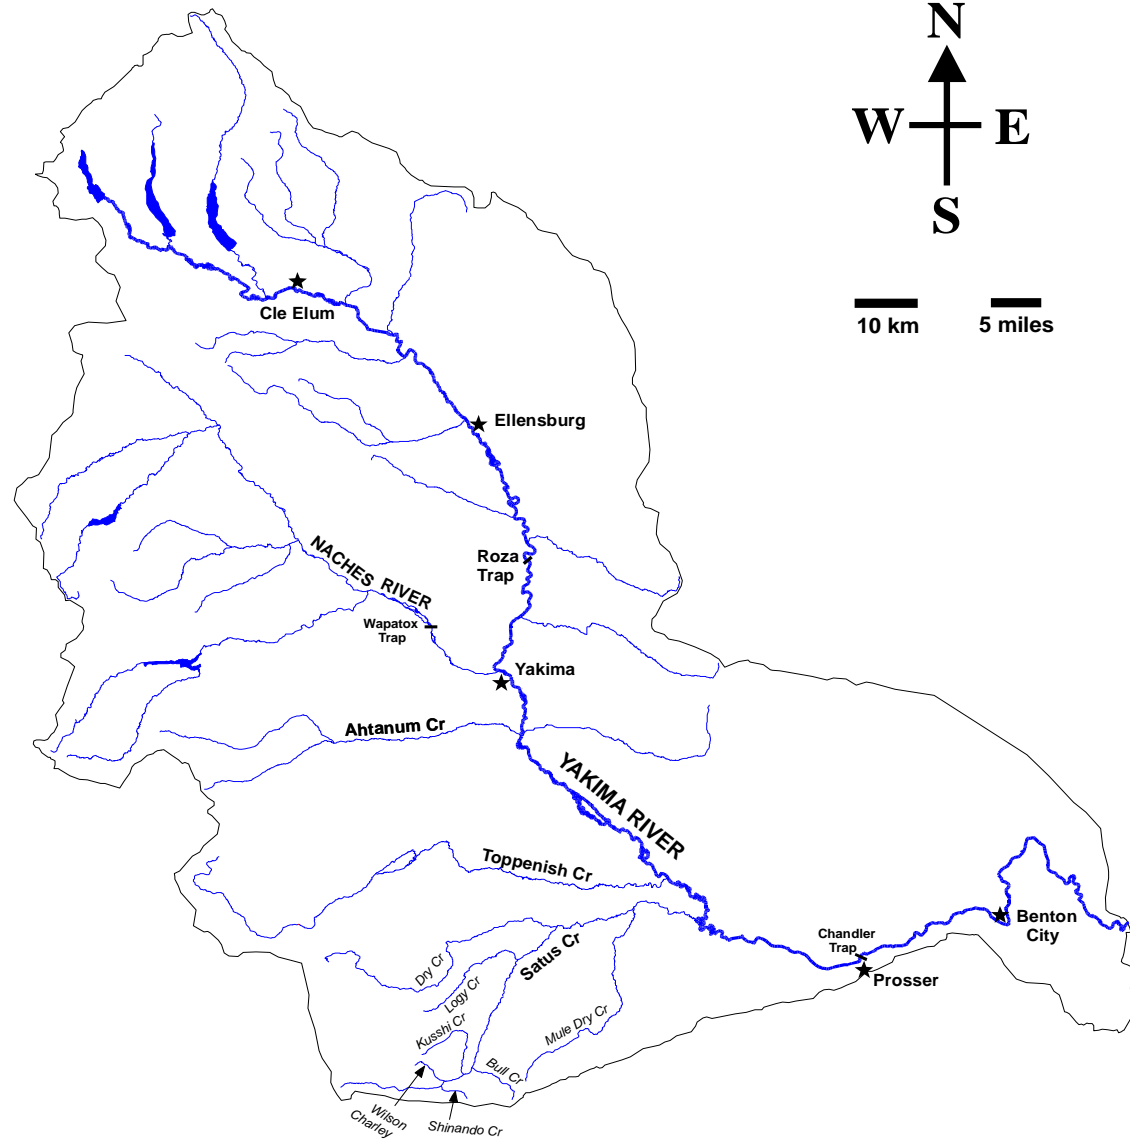 N
W E
S
10 km
5 miles
Cle Elum
Ellensburg
Roza
Trap
NACHES RIVER
Wapatox
Trap
Yakima
Ahtanum Cr
YAKIMA RIVER
Toppenish Cr
Satus Cr
Dry Cr
Logy Cr
Kusshi Cr
Mule Dry Cr
Bull Cr
Wilson
Charley
Shinando Cr
Chandler
Trap
Prosser
Benton
City